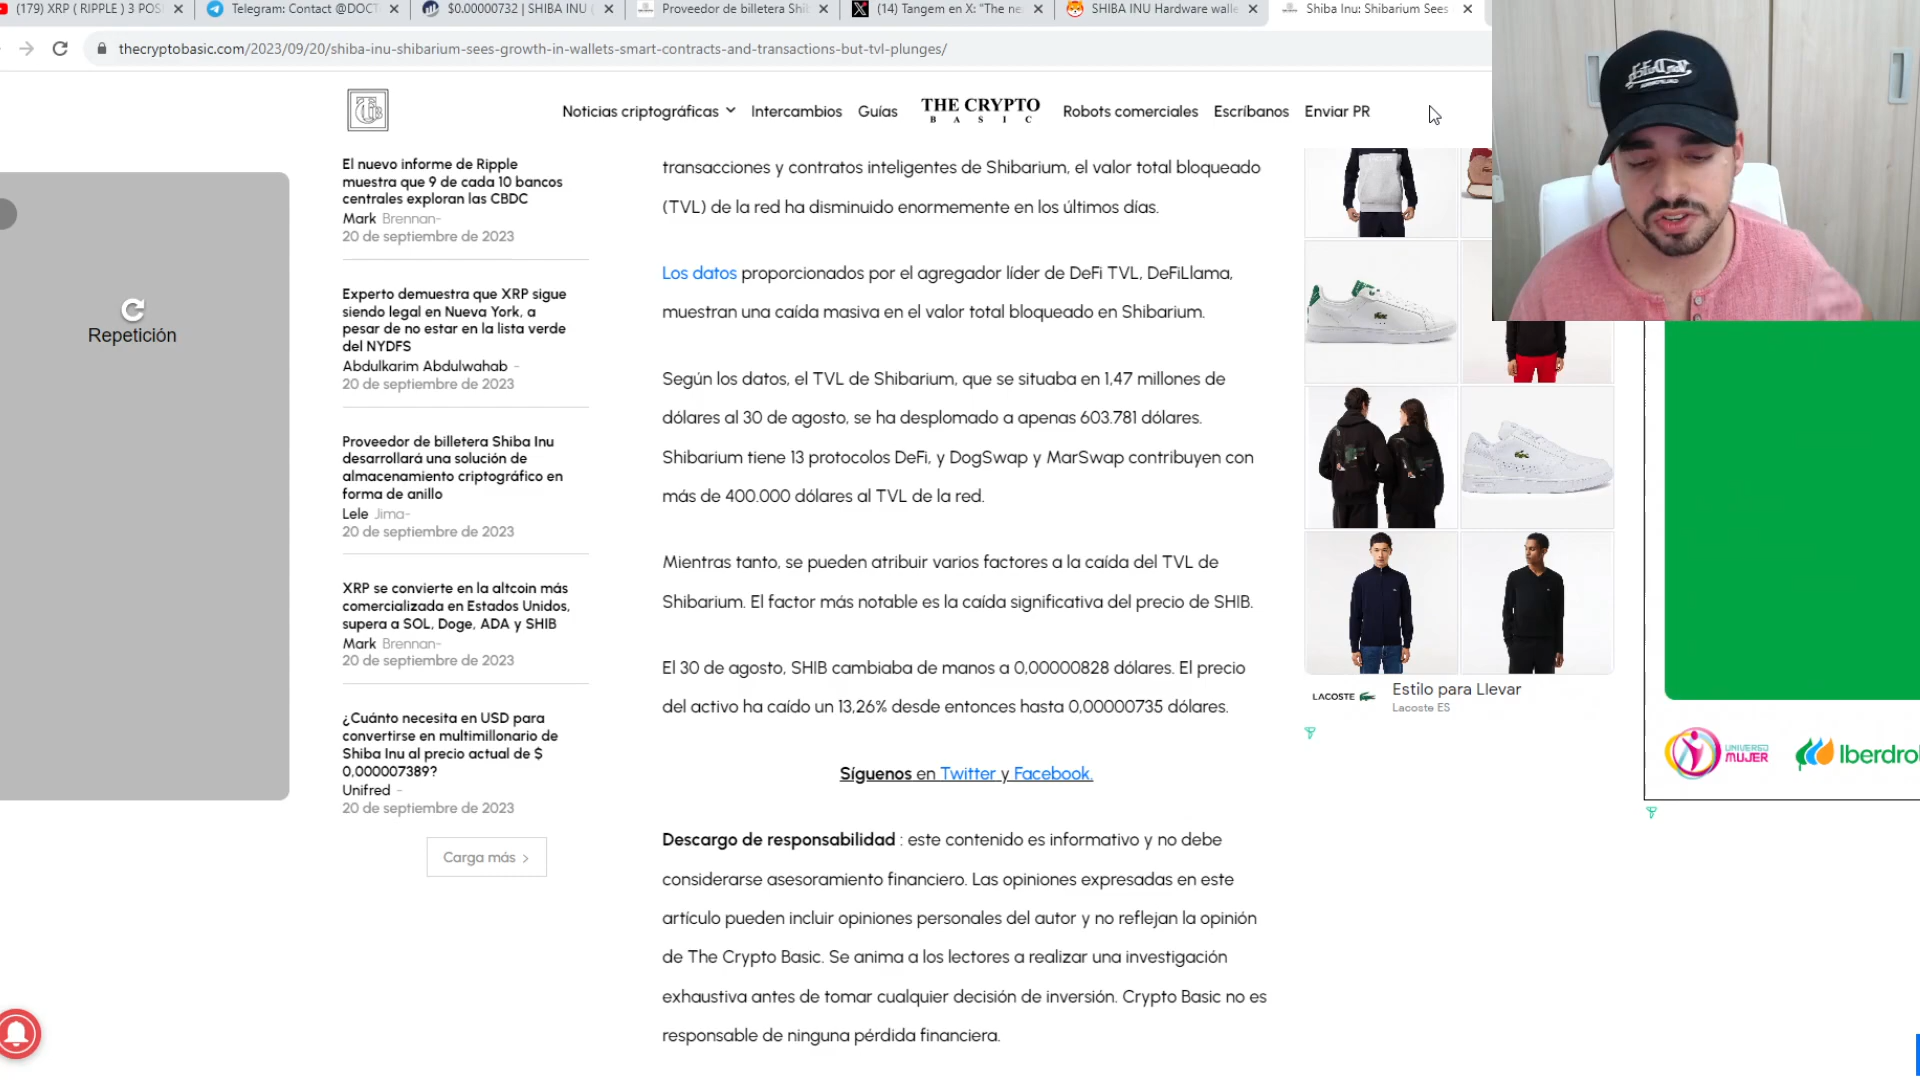 (179) XRP ( RIPPLE ) 3 POS
Telegram: Contact @DOCT
$0.00000732 | SHIBA INU (
Proveedor de billetera Shi
(14) Tangem en X: "The ne
SHIBA INU Hardware walle
Shiba Inu: Shibarium Sees
thecryptobasic.com/2023/09/20/shiba-inu-shibarium-sees-growth-in-wallets-smart-contracts-and-transactions-but-tvl-plunges/
Noticias criptográficas
Intercambios
Guías
THE CRYPTO
BASIC
Robots comerciales
Escríbanos
Enviar PR
Repetición
El nuevo informe de Ripple
muestra que 9 de cada 10 bancos
centrales exploran las CBDC
Mark Brennan-
20 de septiembre de 2023
Experto demuestra que XRP sigue
siendo legal en Nueva York, a
pesar de no estar en la lista verde
del NYDFS
Abdulkarim Abdulwahab -
20 de septiembre de 2023
Proveedor de billetera Shiba Inu
desarrollará una solución de
almacenamiento criptográfico en
forma de anillo
Lele Jima-
20 de septiembre de 2023
XRP se convierte en la altcoin más
comercializada en Estados Unidos,
supera a SOL, Doge, ADA y SHIB
Mark Brennan-
20 de septiembre de 2023
¿Cuánto necesita en USD para
convertirse en multimillonario de
Shiba Inu al precio actual de $
0,000007389?
Unifred -
20 de septiembre de 2023
Carga más >
transacciones y contratos inteligentes de Shibarium, el valor total bloqueado
(TVL) de la red ha disminuido enormemente en los últimos días.
Los datos proporcionados por el agregador líder de DeFi TVL, DeFiLlama,
muestran una caída masiva en el valor total bloqueado en Shibarium.
Según los datos, el TVL de Shibarium, que se situaba en 1,47 millones de
dólares al 30 de agosto, se ha desplomado a apenas 603.781 dólares.
Shibarium tiene 13 protocolos DeFi, y DogSwap y MarSwap contribuyen con
más de 400.000 dólares al TVL de la red.
Mientras tanto, se pueden atribuir varios factores a la caída del TVL de
Shibarium. El factor más notable es la caída significativa del precio de SHIB.
El 30 de agosto, SHIB cambiaba de manos a 0,00000828 dólares. El precio
del activo ha caído un 13,26% desde entonces hasta 0,00000735 dólares.
Síguenos en Twitter y Facebook.
Descargo de responsabilidad : este contenido es informativo y no debe
considerarse asesoramiento financiero. Las opiniones expresadas en este
artículo pueden incluir opiniones personales del autor y no reflejan la opinión
de The Crypto Basic. Se anima a los lectores a realizar una investigación
exhaustiva antes de tomar cualquier decisión de inversión. Crypto Basic no es
responsable de ninguna pérdida financiera.
LACOSTE
Estilo para Llevar
Lacoste ES
UNIVERSO
MUJER
Iberdrol